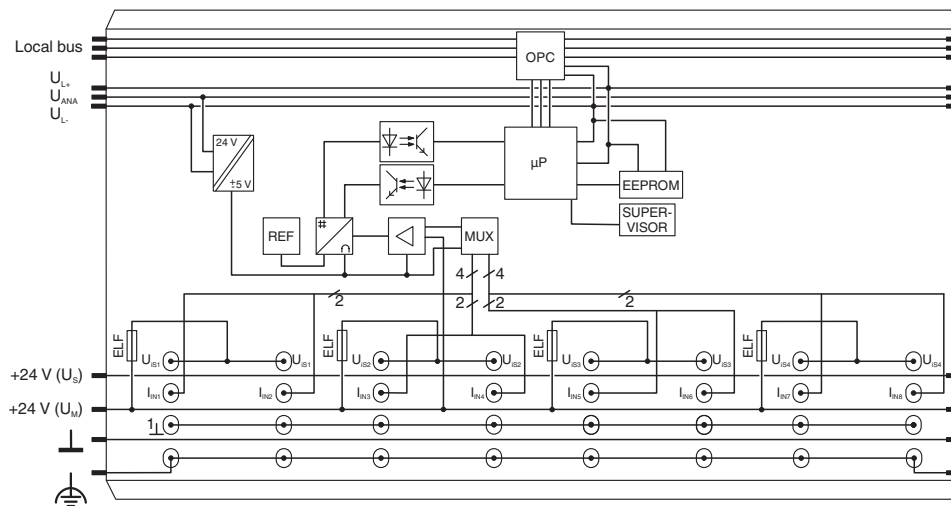 Local bus
OPC
U_L+
U_ANA
U_L-
24 V
±5 V
µP
EEPROM
SUPER-
VISOR
REF
#
∩
MUX
4 4
2 2 2 2
ELF ELF ELF ELF
U_IS1 U_IS1 U_IS2 U_IS2 U_IS3 U_IS3 U_IS4 U_IS4
+24 V (U_S)
I_IN1 I_IN2 I_IN3 I_IN4 I_IN5 I_IN6 I_IN7 I_IN8
+24 V (U_M)
1